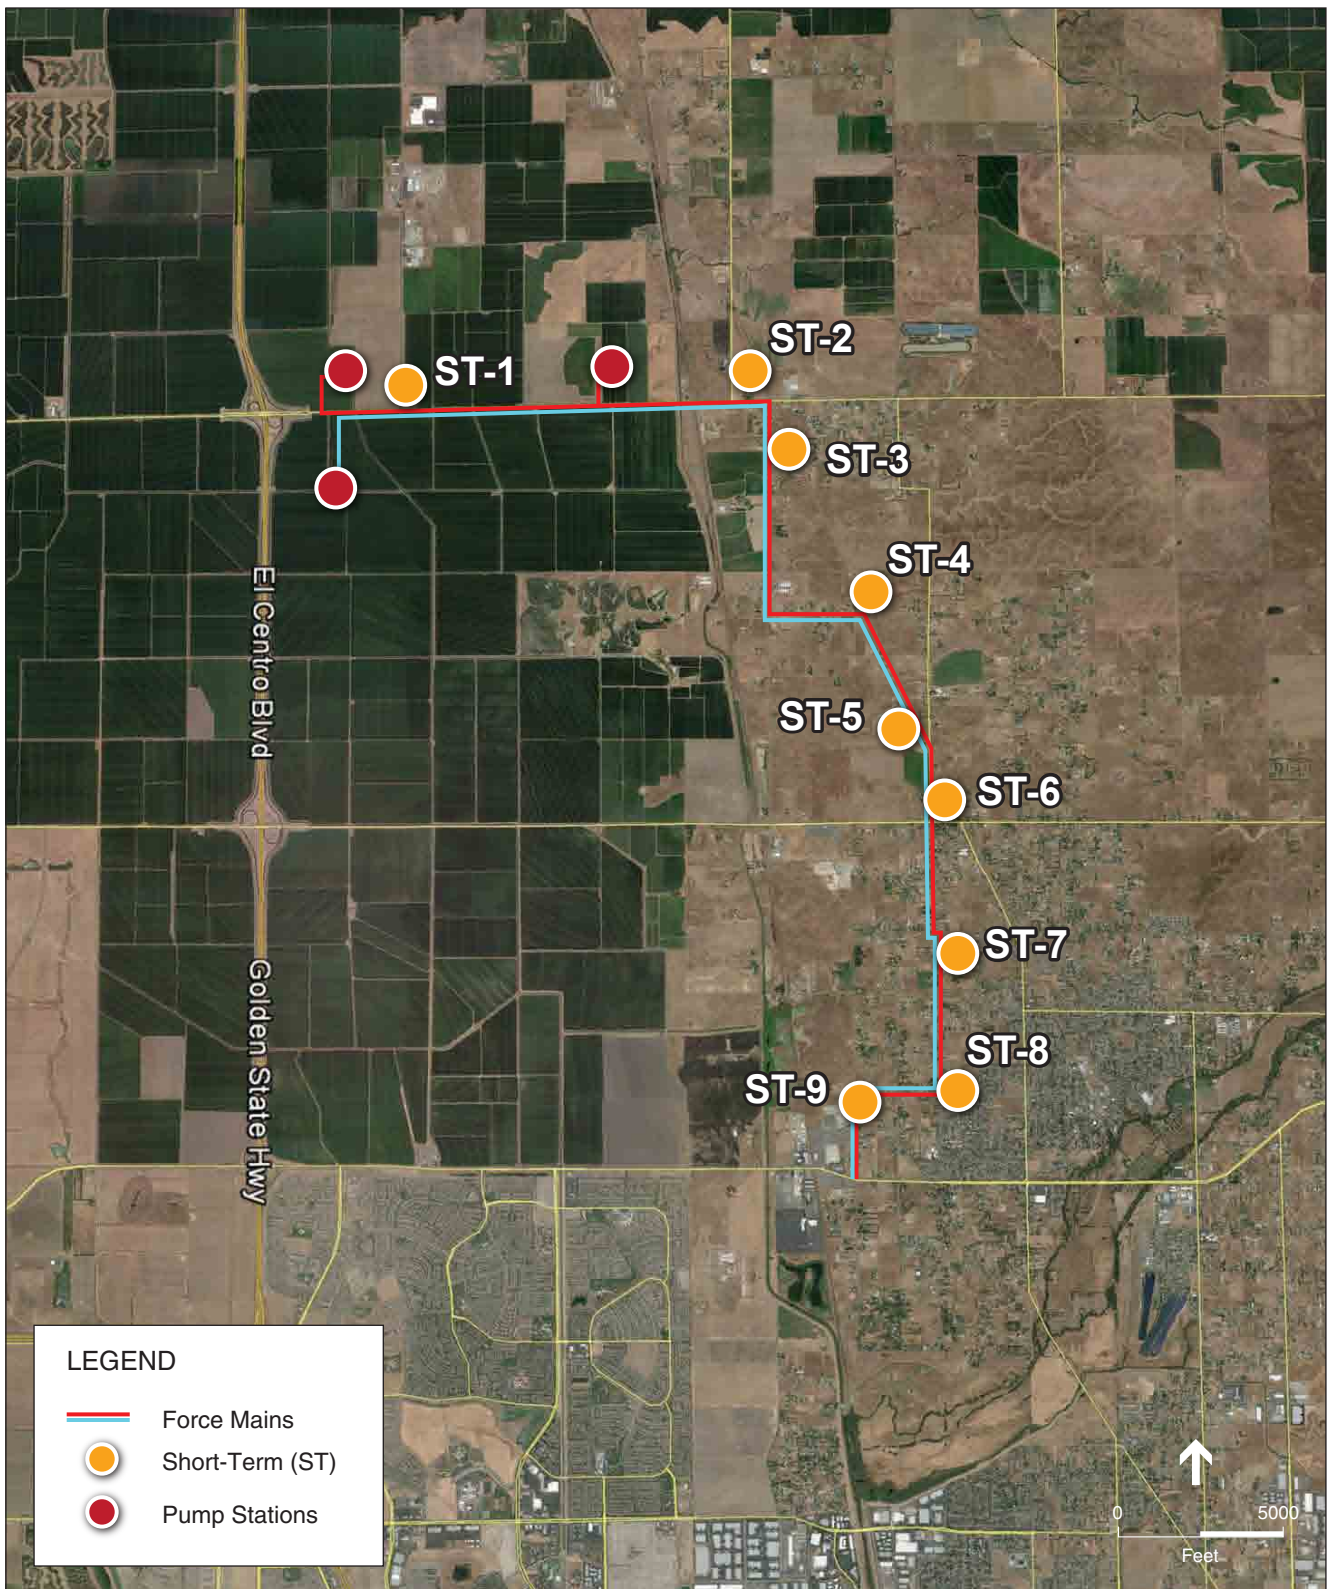 ST-2
ST-1
ST-3
ST-4
El Centro Blvd
ST-5
ST-6
Golden State Hwy
ST-7
ST-8
ST-9
LEGEND
Force Mains
Short-Term (ST)
Pump Stations
0 5000
Feet